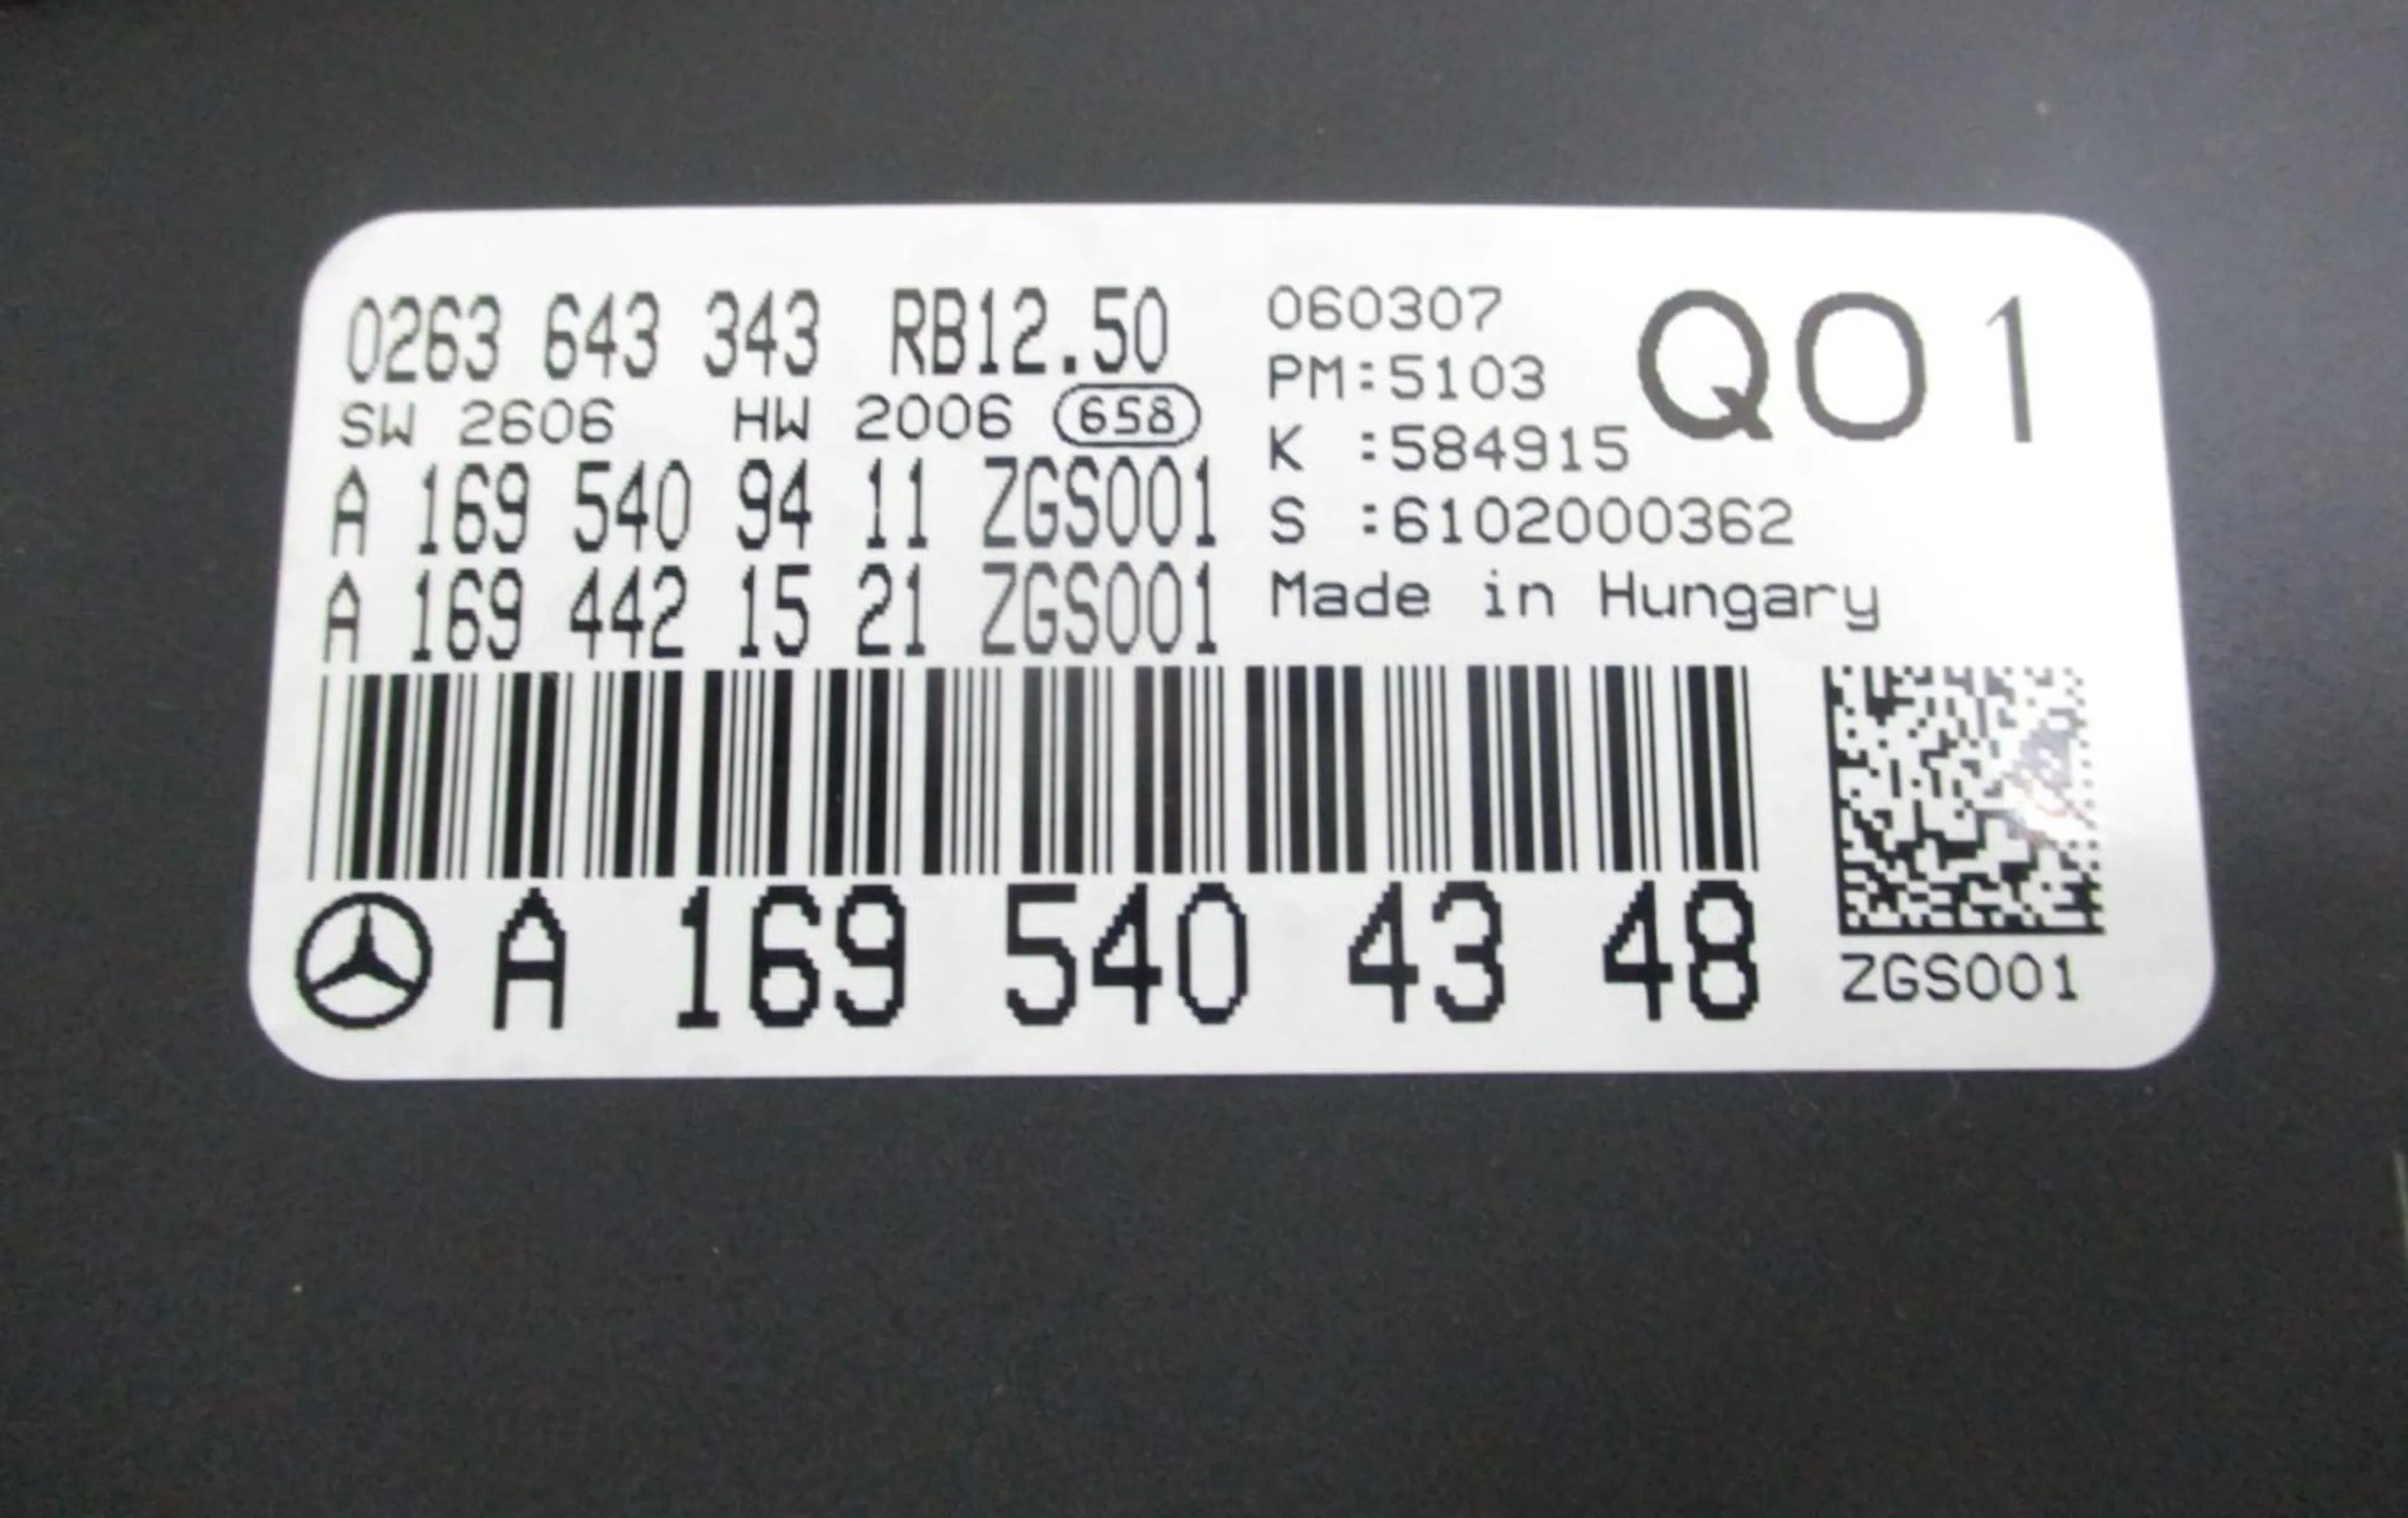 0263 643 343 RB12.50
SW 2606 HW 2006 658
A 169 540 94 11 ZGS001
A 169 442 15 21 ZGS001
060307
PM:5103
K :584915
S :6102000362
Made in Hungary
Q01
A 169 540 43 48
ZGS001